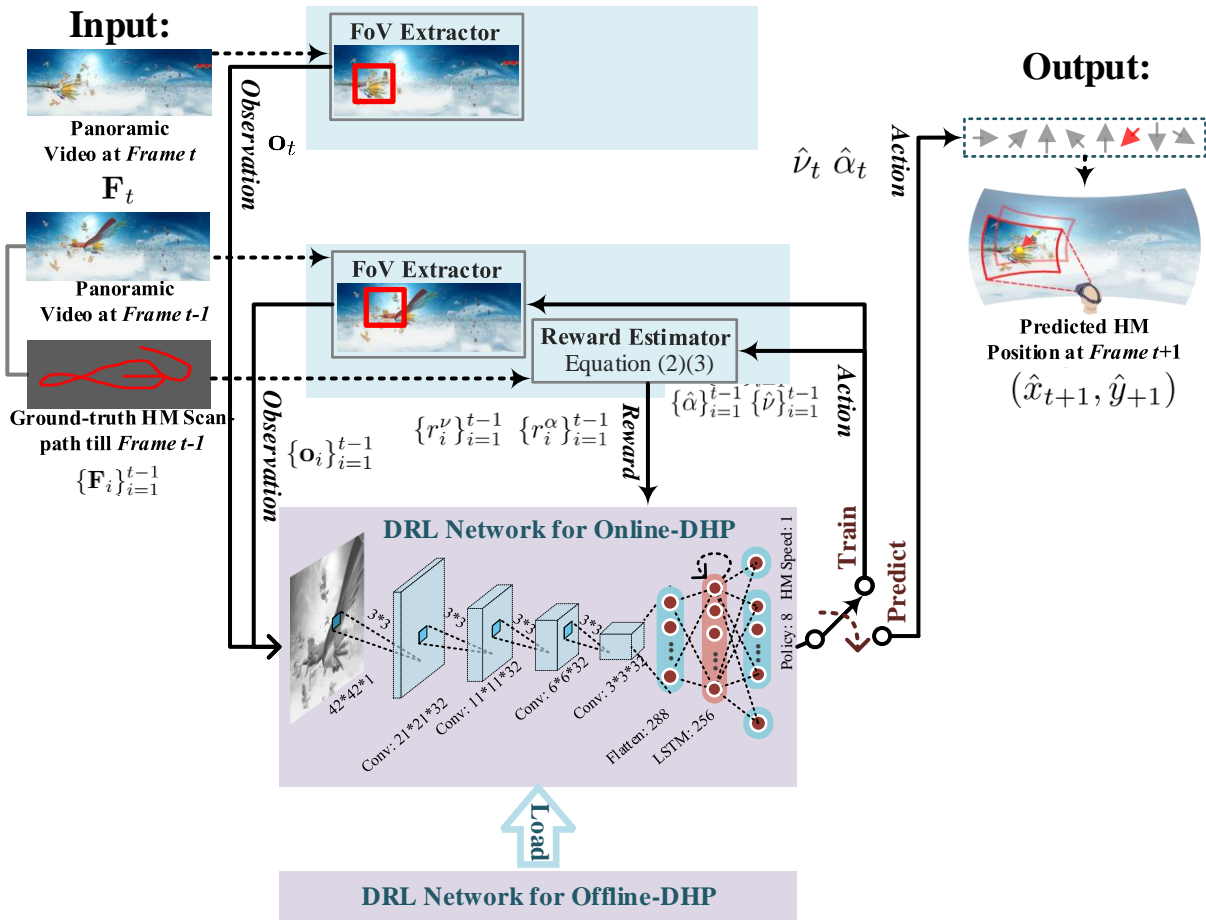 Input:
FoV Extractor
Observation
𝐨_t
Panoramic
Video at Frame t
𝐅_t
Panoramic
Video at Frame t-1
Ground-truth HM Scan-
path till Frame t-1
{𝐅_i}_{i=1}^{t−1}
FoV Extractor
Reward Estimator
Equation (2)(3)
Observation
{𝐨_i}_{i=1}^{t−1}
{r_i^ν}_{i=1}^{t−1} {r_i^α}_{i=1}^{t−1}
Reward
{α̂}_{i=1}^{t−1} {ν̂}_{i=1}^{t−1}
Action
ν̂_t α̂_t
Action
Output:
Predicted HM
Position at Frame t+1
(x̂_{t+1}, ŷ_{+1})
DRL Network for Online-DHP
3*3
3*3
3*3
3*3
42*42*1
Conv: 21*21*32
Conv: 11*11*32
Conv: 6*6*32
Conv: 3*3*32
Flatten: 288
LSTM: 256
Policy: 8
HM Speed: 1
Train
Predict
Load
DRL Network for Offline-DHP